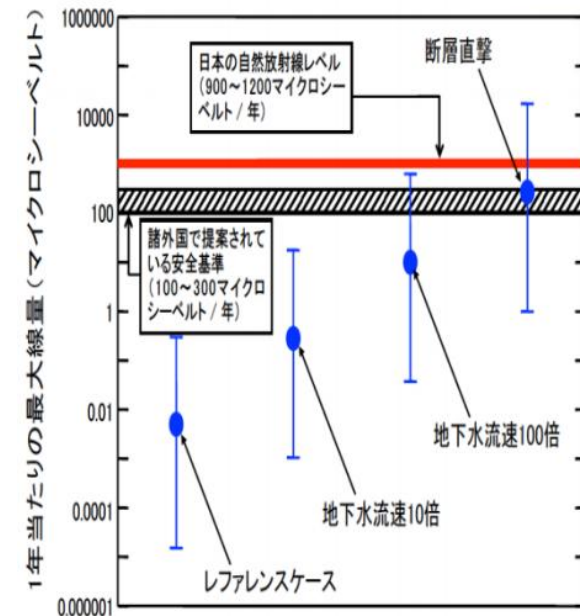 1年当たりの最大線量(マイクロシーベルト)
1000000
10000
100
1
0.01
0.0001
0.000001
日本の自然放射線レベル
(900~1200マイクロシー
ベルト / 年)
断層直撃
諸外国で提案されて
いる安全基準
(100~300マイクロ
シーベルト / 年)
地下水流速100倍
地下水流速10倍
レファレンスケース